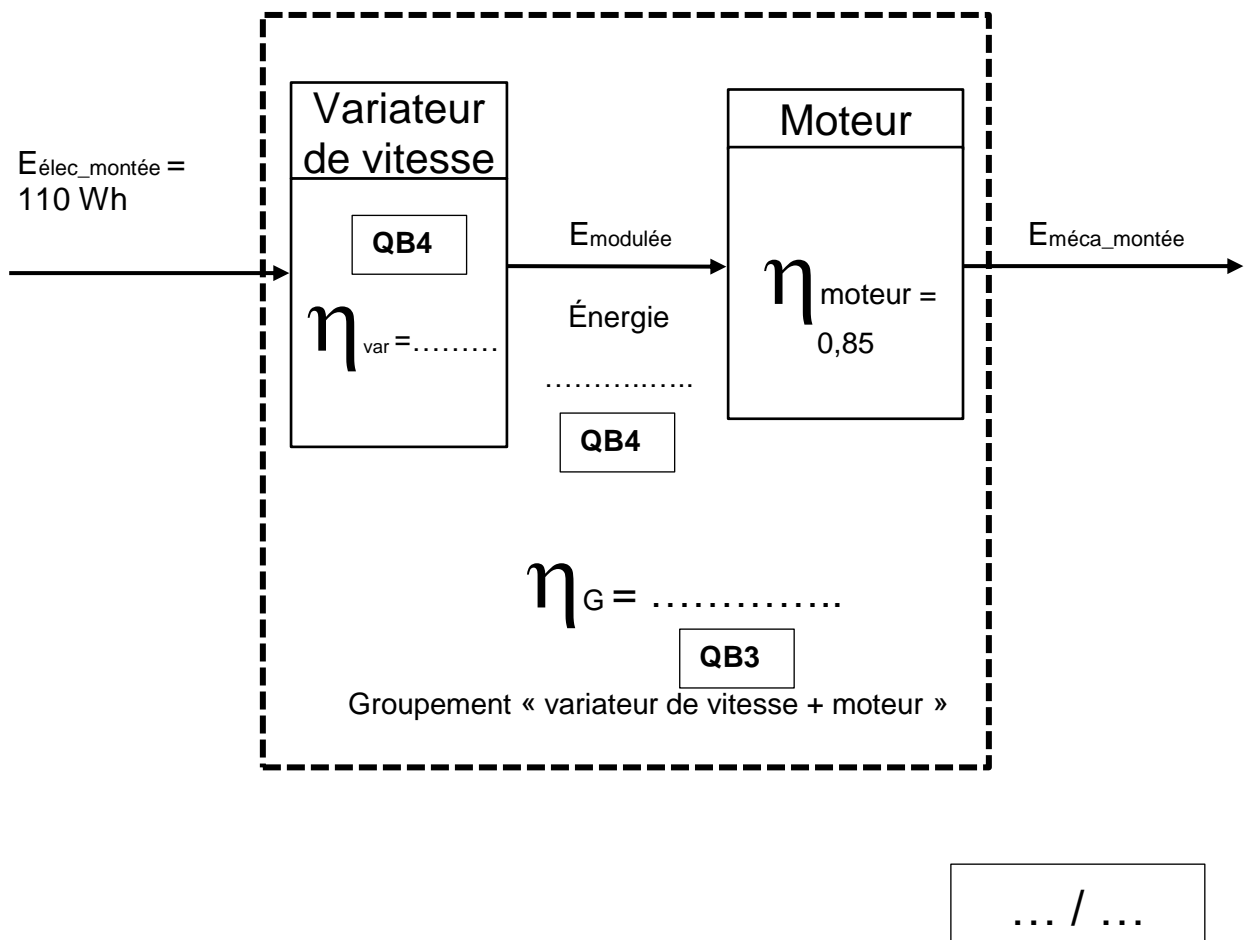 Variateur
de vitesse
Moteur
Eélec_montée =
110 Wh
QB4
Emodulée
Eméca_montée
ηvar =………
Énergie
ηmoteur =
0,85
………..…..
QB4
ηG = …………..
QB3
Groupement « variateur de vitesse + moteur »
… / …